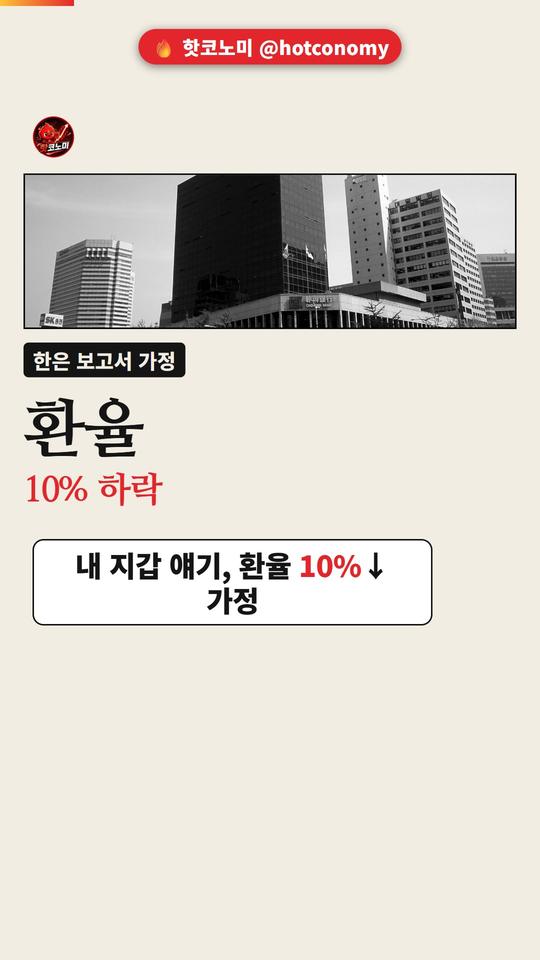 🔥 핫코노미 @hotconomy
핫코노미
한은 보고서 가정
환율
10% 하락
내 지갑 얘기, 환율 10%↓
가정